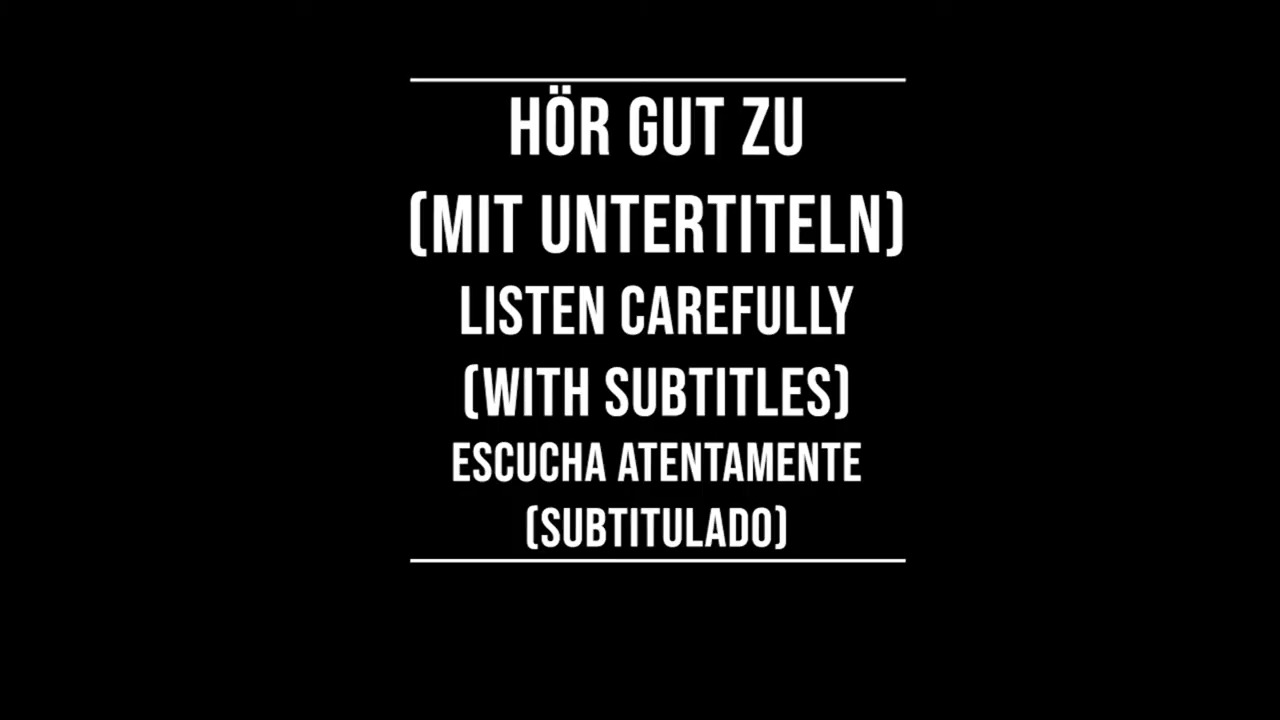 HÖR GUT ZU
(MIT UNTERTITELN)
LISTEN CAREFULLY
(WITH SUBTITLES)
ESCUCHA ATENTAMENTE
(SUBTITULADO)